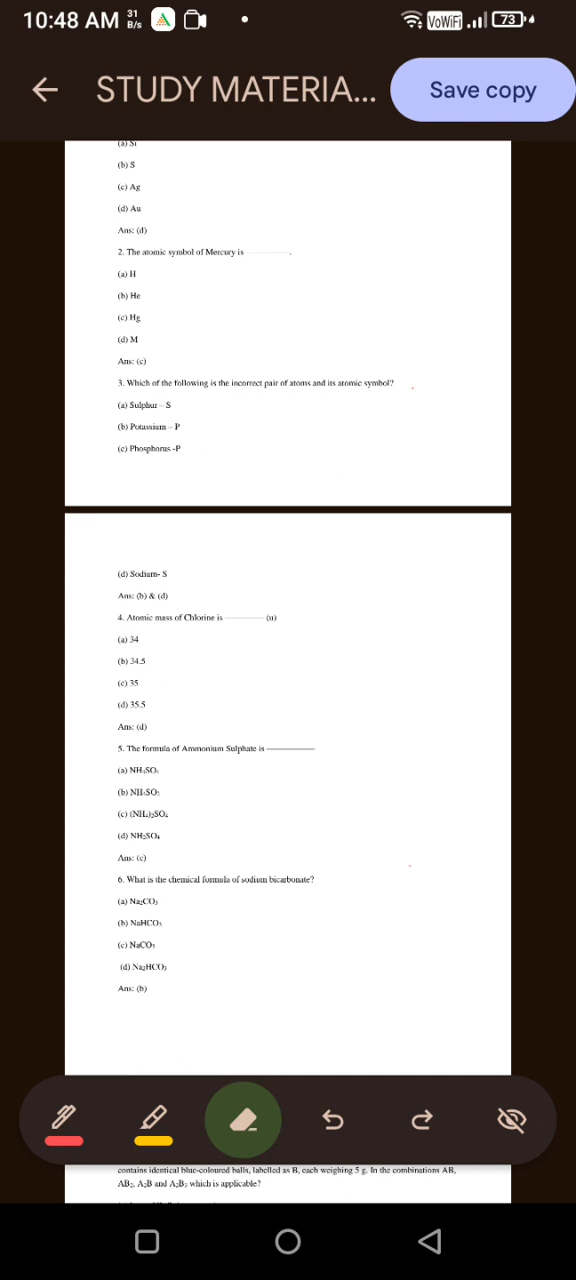 10:48 AM 31 B/s VoWiFi 73
STUDY MATERIA... Save copy
(a) Si
(b) S
(c) Ag
(d) Au
Ans: (d)
2. The atomic symbol of Mercury is ————.
(a) H
(b) He
(c) Hg
(d) M
Ans: (c)
3. Which of the following is the incorrect pair of atoms and its atomic symbol?
(a) Sulphur – S
(b) Potassium – P
(c) Phosphorus -P
(d) Sodium- S
Ans: (b) & (d)
4. Atomic mass of Chlorine is ———— (u)
(a) 34
(b) 34.5
(c) 35
(d) 35.5
Ans: (d)
5. The formula of Ammonium Sulphate is ————
(a)
(b)
(c) (NH₄)₂SO₄
(d) NH₂SO₄
Ans: (c)
6. What is the chemical formula of sodium bicarbonate?
(a) Na₂CO₃
(b) NaHCO₃
(c) NaCO₃
(d) Na₂HCO₃
Ans: (b)
contains identical blue-coloured balls, labelled as B, each weighing 5 g. In the combinations AB,
AB₂, A₂B and A₂B₃ which is applicable?